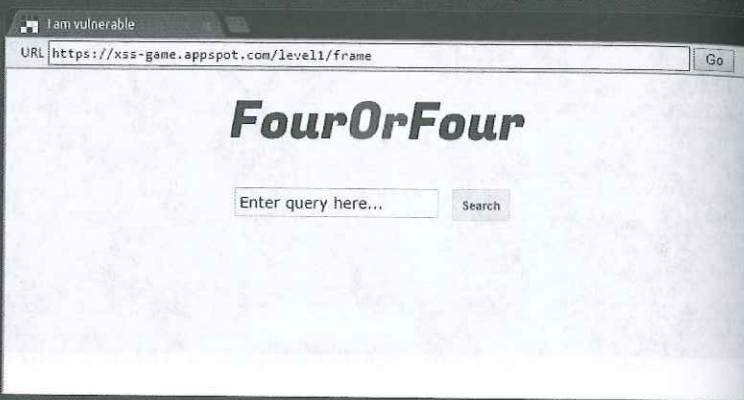 I am vulnerable
URL https://xss-game.appspot.com/level1/frame Go
FourOrFour
Enter query here... Search